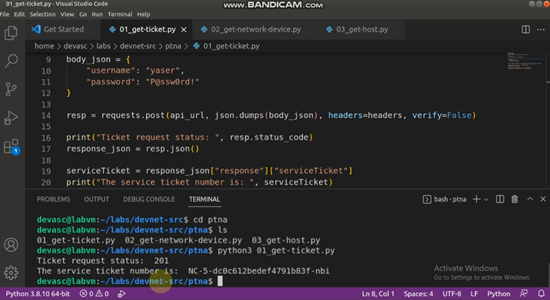 www.BANDICAM.com
01_get-ticket.py - Visual Studio Code
File Edit Selection View Go Run Terminal Help
Get Started 01_get-ticket.py 02_get-network-device.py 03_get-host.py
home > devasc > labs > devnet-src > ptna > 01_get-ticket.py > ...
9 body_json = {
10 "username": "yaser",
11 "password": "P@ssw0rd!"
12 }
13
14 resp = requests.post(api_url, json.dumps(body_json), headers=headers, verify=False)
15
16 print("Ticket request status: ", resp.status_code)
17 response_json = resp.json()
18
19 serviceTicket = response_json["response"]["serviceTicket"]
20 print("The service ticket number is: ", serviceTicket)
PROBLEMS OUTPUT DEBUG CONSOLE TERMINAL bash - ptna
devasc@labvm:~/labs/devnet-src$ cd ptna
devasc@labvm:~/labs/devnet-src/ptna$ ls
01_get-ticket.py 02_get-network-device.py 03_get-host.py
devasc@labvm:~/labs/devnet-src/ptna$ python3 01_get-ticket.py
Ticket request status:  201
The service ticket number is:  NC-5-dc0c612bedef4791b83f-nbi
devasc@labvm:~/labs/devnet-src/ptna$
Activate Windows
Go to Settings to activate Windows.
1
Python 3.8.10 64-bit 0 0 Ln 8, Col 1 Spaces: 4 UTF-8 LF Python